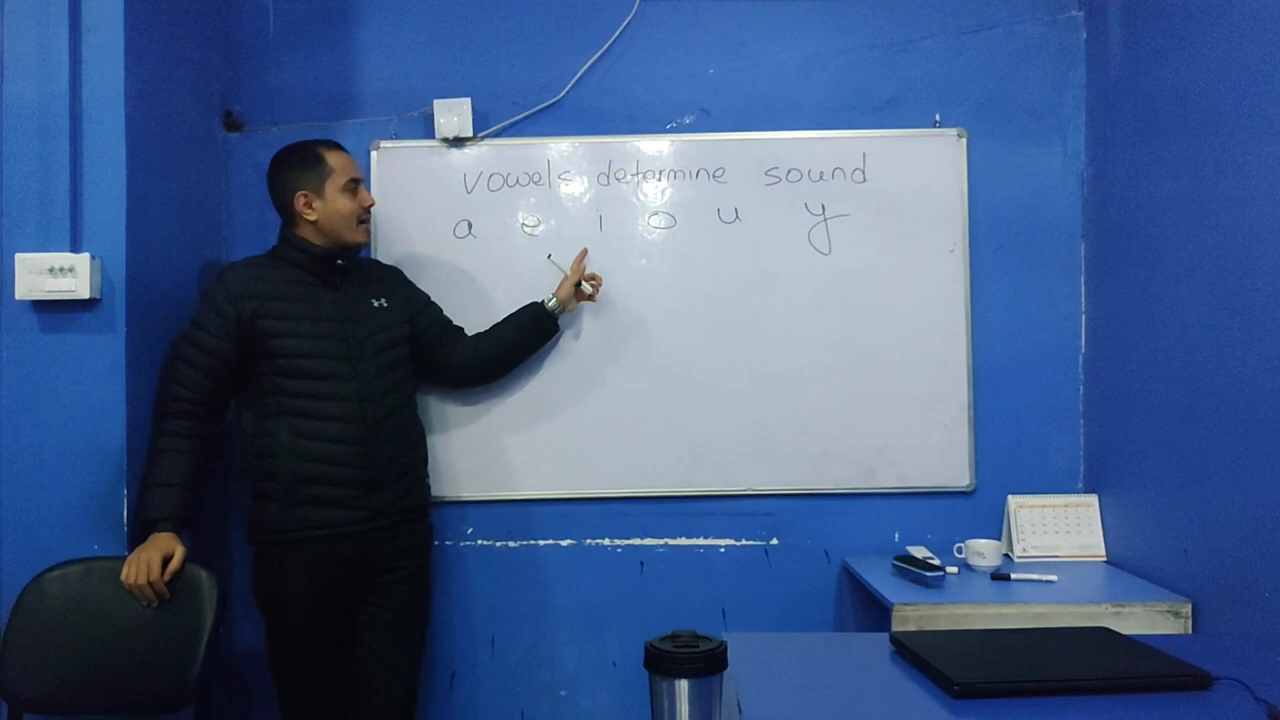 vowels determine sound
a e i o u y